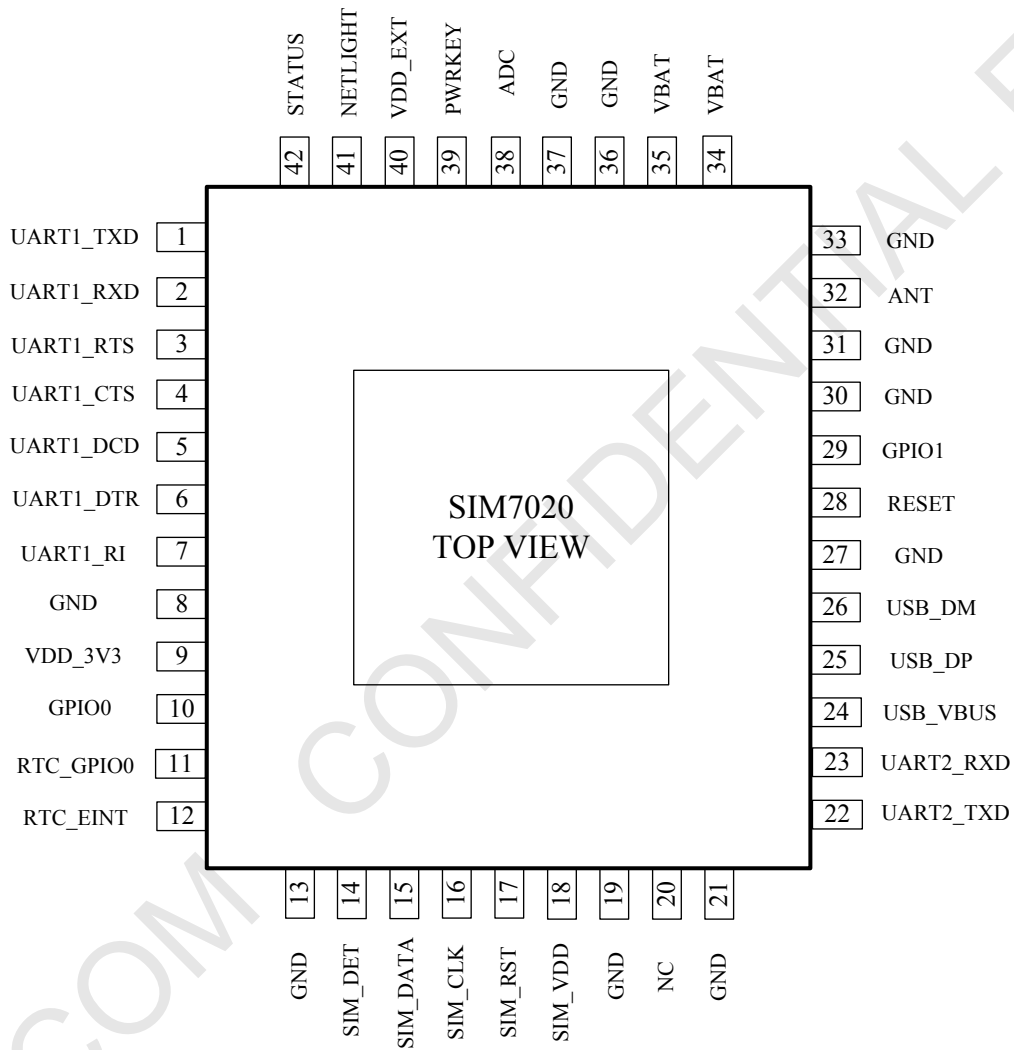 STATUS
NETLIGHT
VDD_EXT
PWRKEY
ADC
GND
GND
VBAT
VBAT
42
41
40
39
38
37
36
35
34
UART1_TXD 1
UART1_RXD 2
UART1_RTS 3
UART1_CTS 4
UART1_DCD 5
UART1_DTR 6
UART1_RI 7
GND 8
VDD_3V3 9
GPIO0 10
RTC_GPIO0 11
RTC_EINT 12
SIM7020
TOP VIEW
33 GND
32 ANT
31 GND
30 GND
29 GPIO1
28 RESET
27 GND
26 USB_DM
25 USB_DP
24 USB_VBUS
23 UART2_RXD
22 UART2_TXD
13
14
15
16
17
18
19
20
21
GND
SIM_DET
SIM_DATA
SIM_CLK
SIM_RST
SIM_VDD
GND
NC
GND
COM CONFIDENTIAL